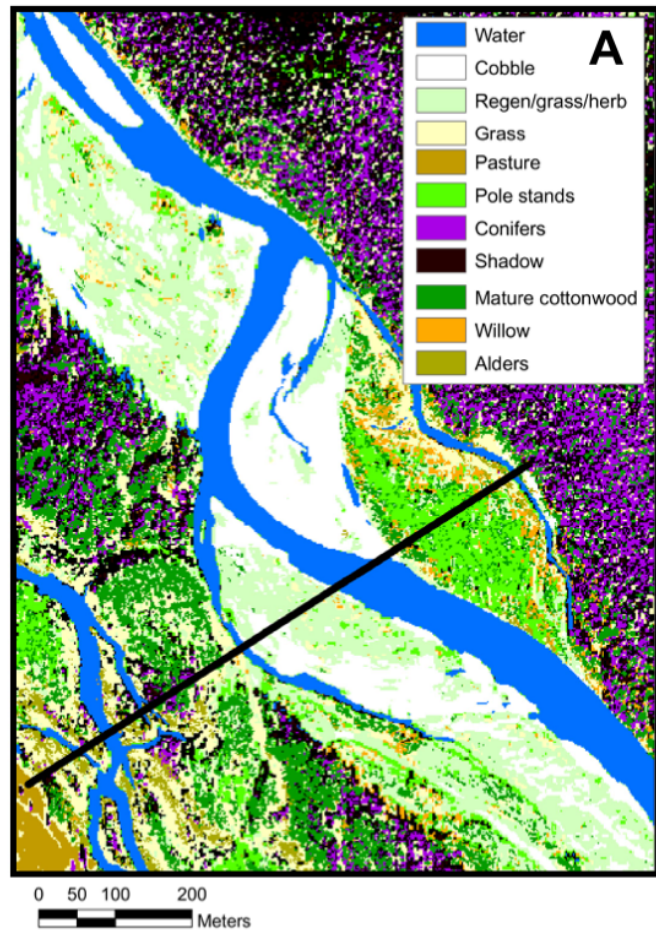 A
Water
Cobble
Regen/grass/herb
Grass
Pasture
Pole stands
Conifers
Shadow
Mature cottonwood
Willow
Alders
0 50 100 200
Meters